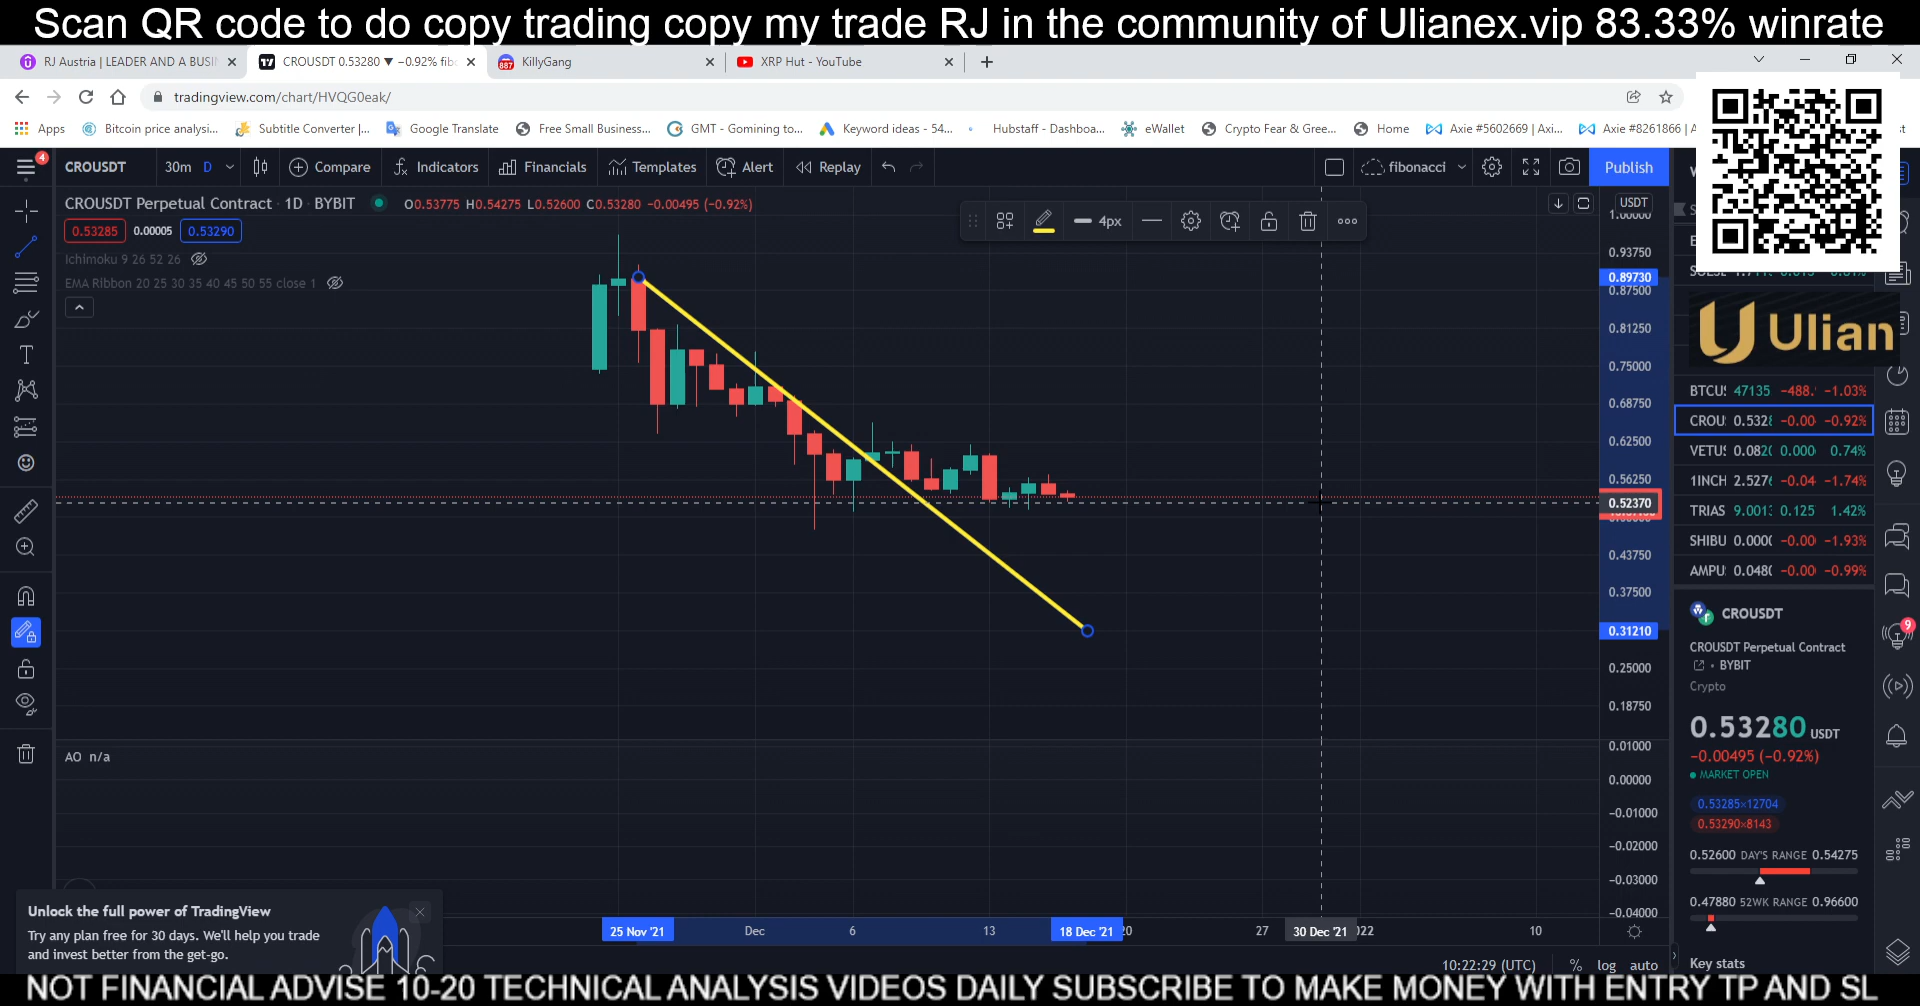 Scan QR code to do copy trading copy my trade RJ in the community of Ulianex.vip 83.33% winrate
RJ Austria | LEADER AND A BUSI
CROUSDT 0.53280 ▼ −0.92% fib
KillyGang
XRP Hut - YouTube
tradingview.com/chart/HVQG0eak/
Apps
Bitcoin price analysi...
Subtitle Converter |...
Google Translate
Free Small Business...
GMT - Gomining to...
Keyword ideas - 54...
Hubstaff - Dashboa...
eWallet
Crypto Fear & Gree...
Home
Axie #5602669 | Axi...
Axie #8261866 | A
4
CROUSDT
30m
D
Compare
Indicators
Financials
Templates
Alert
Replay
fibonacci
Publish
CROUSDT Perpetual Contract · 1D · BYBIT
O0.53775 H0.54275 L0.52600 C0.53280 −0.00495 (−0.92%)
0.53285
0.00005
0.53290
Ichimoku 9 26 52 26
EMA Ribbon 20 25 30 35 40 45 50 55 close 1
4px
USDT
1.00000
0.93750
0.89730
0.87500
0.81250
0.75000
0.68750
0.62500
0.56250
0.52370
0.43750
0.37500
0.31210
0.25000
0.18750
AO n/a
0.01000
0.00000
−0.01000
−0.02000
−0.03000
−0.04000
Ulian
BTCU 47135 −488. −1.03%
CROU 0.532 −0.00 −0.92%
VETU 0.082 0.000 0.74%
1INCH 2.527 −0.04 −1.74%
TRIAS 9.001 0.125 1.42%
SHIBU 0.000 −0.00 −1.93%
AMPU 0.048 −0.00 −0.99%
CROUSDT
CROUSDT Perpetual Contract
• BYBIT
Crypto
9
0.53280 USDT
−0.00495 (−0.92%)
MARKET OPEN
0.53285×12704
0.53290×8143
0.52600 DAY'S RANGE 0.54275
0.47880 52WK RANGE 0.96600
Key stats
Unlock the full power of TradingView
Try any plan free for 30 days. We'll help you trade
and invest better from the get-go.
25 Nov '21
Dec
6
13
18 Dec '21
20
27
30 Dec '21
10
10:22:29 (UTC)
%
log
auto
NOT FINANCIAL ADVISE 10-20 TECHNICAL ANALYSIS VIDEOS DAILY SUBSCRIBE TO MAKE MONEY WITH ENTRY TP AND SL